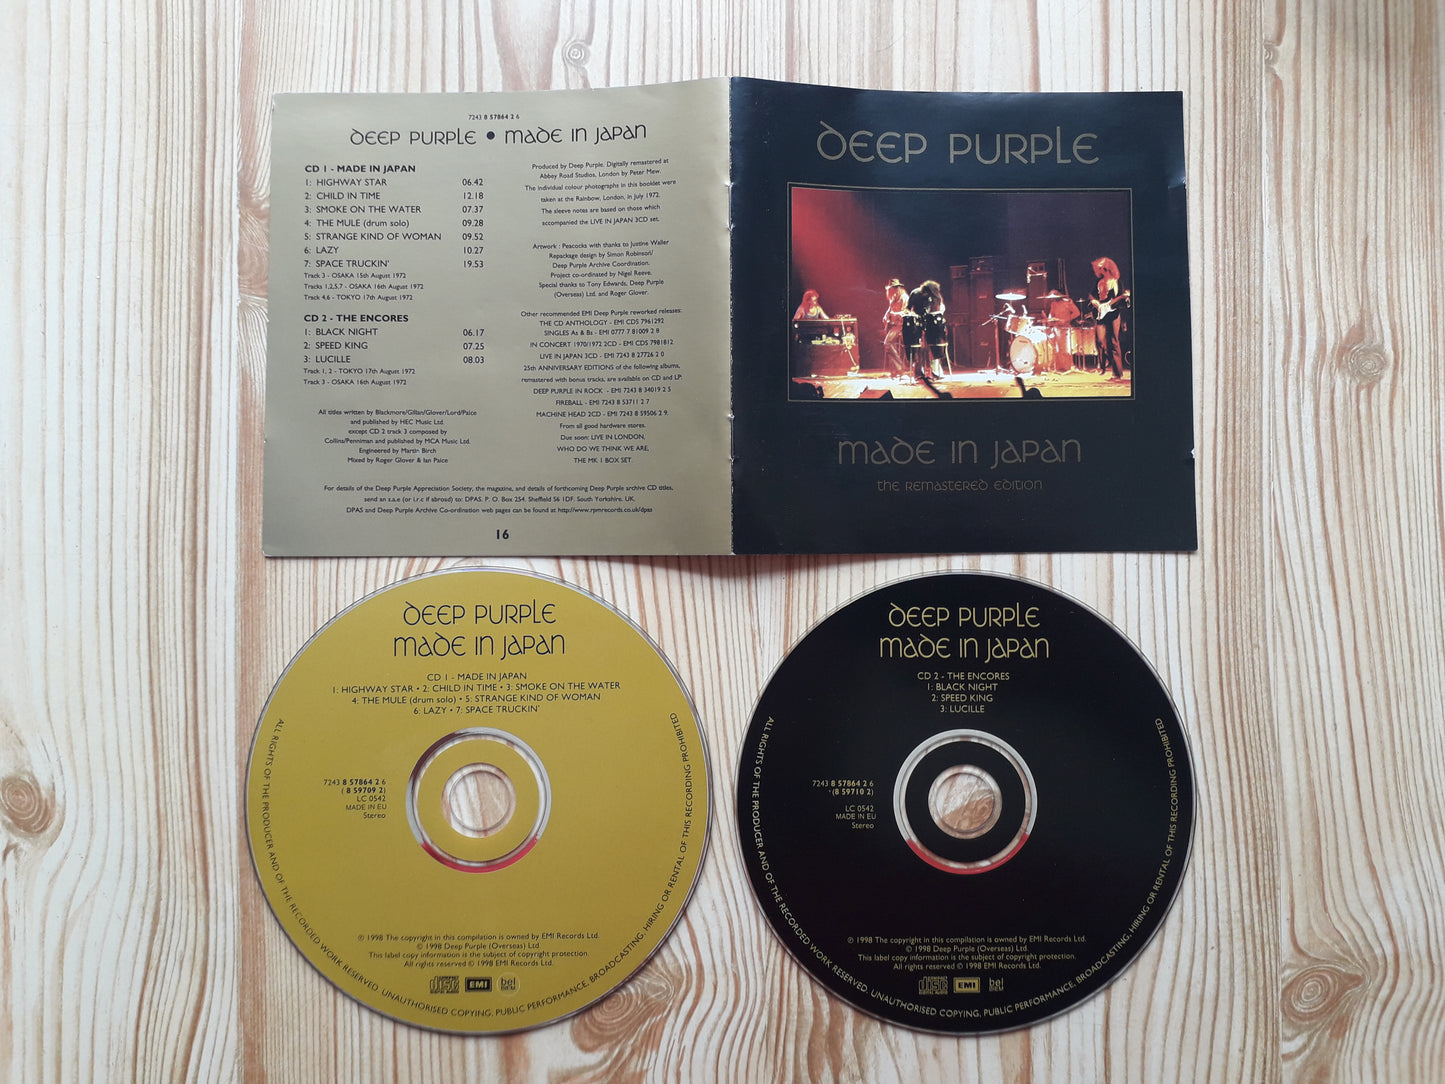 7243 8 57864 2 6
DEEP PURPLE • MADE IN JAPAN
CD 1 - MADE IN JAPAN
1: HIGHWAY STAR 06.42
2: CHILD IN TIME 12.18
3: SMOKE ON THE WATER 07.37
4: THE MULE (drum solo) 09.28
5: STRANGE KIND OF WOMAN 09.52
6: LAZY 10.27
7: SPACE TRUCKIN' 19.53
Track 3 - OSAKA 15th August 1972
Tracks 1,2,5,7 - OSAKA 16th August 1972
Track 4,6 - TOKYO 17th August 1972
CD 2 - THE ENCORES
1: BLACK NIGHT 06.17
2: SPEED KING 07.25
3: LUCILLE 08.03
Track 1, 2 - TOKYO 17th August 1972
Track 3 - OSAKA 16th August 1972
All titles written by Blackmore/Gillan/Glover/Lord/Paice
and published by HEC Music Ltd.
except CD 2 track 3 composed by
Collins/Penniman and published by MCA Music Ltd.
Engineered by Martin Birch
Mixed by Roger Glover & Ian Paice
Produced by Deep Purple. Digitally remastered at
Abbey Road Studios, London by Peter Mew.
The individual colour photographs in this booklet were
taken at the Rainbow, London, in July 1972.
The sleeve notes are based on those which
accompanied the LIVE IN JAPAN 3CD set.
Artwork : Peacocks with thanks to Justine Waller
Repackage design by Simon Robinson/
Deep Purple Archive Coordination.
Project co-ordinated by Nigel Reeve.
Special thanks to Tony Edwards, Deep Purple
(Overseas) Ltd. and Roger Glover.
Other recommended EMI Deep Purple reworked releases:
THE CD ANTHOLOGY - EMI CDS 7961292
SINGLES As & Bs - EMI 0777 7 81009 2 8
IN CONCERT 1970/1972 2CD - EMI CDS 7981812
LIVE IN JAPAN 3CD - EMI 7243 8 27726 2 0
25th ANNIVERSARY EDITIONS of the following albums,
remastered with bonus tracks, are available on CD and LP.
DEEP PURPLE IN ROCK - EMI 7243 8 34019 2 5
FIREBALL - EMI 7243 8 53711 2 7
MACHINE HEAD 2CD - EMI 7243 8 59506 2 9.
From all good hardware stores.
Due soon: LIVE IN LONDON,
WHO DO WE THINK WE ARE,
THE MK 1 BOX SET.
For details of the Deep Purple Appreciation Society, the magazine, and details of forthcoming Deep Purple archive CD titles,
send an s.a.e (or i.r.c if abroad) to: DPAS. P. O. Box 254. Sheffield S6 1DF. South Yorkshire. UK.
DPAS and Deep Purple Archive Co-ordination web pages can be found at http://www.rpmrecords.co.uk/dpas
16
DEEP PURPLE
MADE IN JAPAN
THE REMASTERED EDITION
DEEP PURPLE
MADE IN JAPAN
CD 1 - MADE IN JAPAN
1: HIGHWAY STAR • 2: CHILD IN TIME • 3: SMOKE ON THE WATER
4: THE MULE (drum solo) • 5: STRANGE KIND OF WOMAN
6: LAZY • 7: SPACE TRUCKIN'
7243 8 57864 2 6
(8 59709 2)
LC 0542
MADE IN EU
Stereo
℗ 1998 The copyright in this compilation is owned by EMI Records Ltd.
© 1998 Deep Purple (Overseas) Ltd.
This label copy information is the subject of copyright protection.
All rights reserved © 1998 EMI Records Ltd.
COMPACT disc DIGITAL AUDIO EMI
ALL RIGHTS OF THE PRODUCER AND OF THE RECORDED WORK RESERVED. UNAUTHORISED COPYING, PUBLIC PERFORMANCE, BROADCASTING, HIRING OR RENTAL OF THIS RECORDING PROHIBITED
DEEP PURPLE
MADE IN JAPAN
CD 2 - THE ENCORES
1: BLACK NIGHT
2: SPEED KING
3: LUCILLE
7243 8 57864 2 6
(8 59710 2)
LC 0542
MADE IN EU
Stereo
℗ 1998 The copyright in this compilation is owned by EMI Records Ltd.
© 1998 Deep Purple (Overseas) Ltd.
This label copy information is the subject of copyright protection.
All rights reserved © 1998 EMI Records Ltd.
COMPACT disc DIGITAL AUDIO EMI
ALL RIGHTS OF THE PRODUCER AND OF THE RECORDED WORK RESERVED. UNAUTHORISED COPYING, PUBLIC PERFORMANCE, BROADCASTING, HIRING OR RENTAL OF THIS RECORDING PROHIBITED